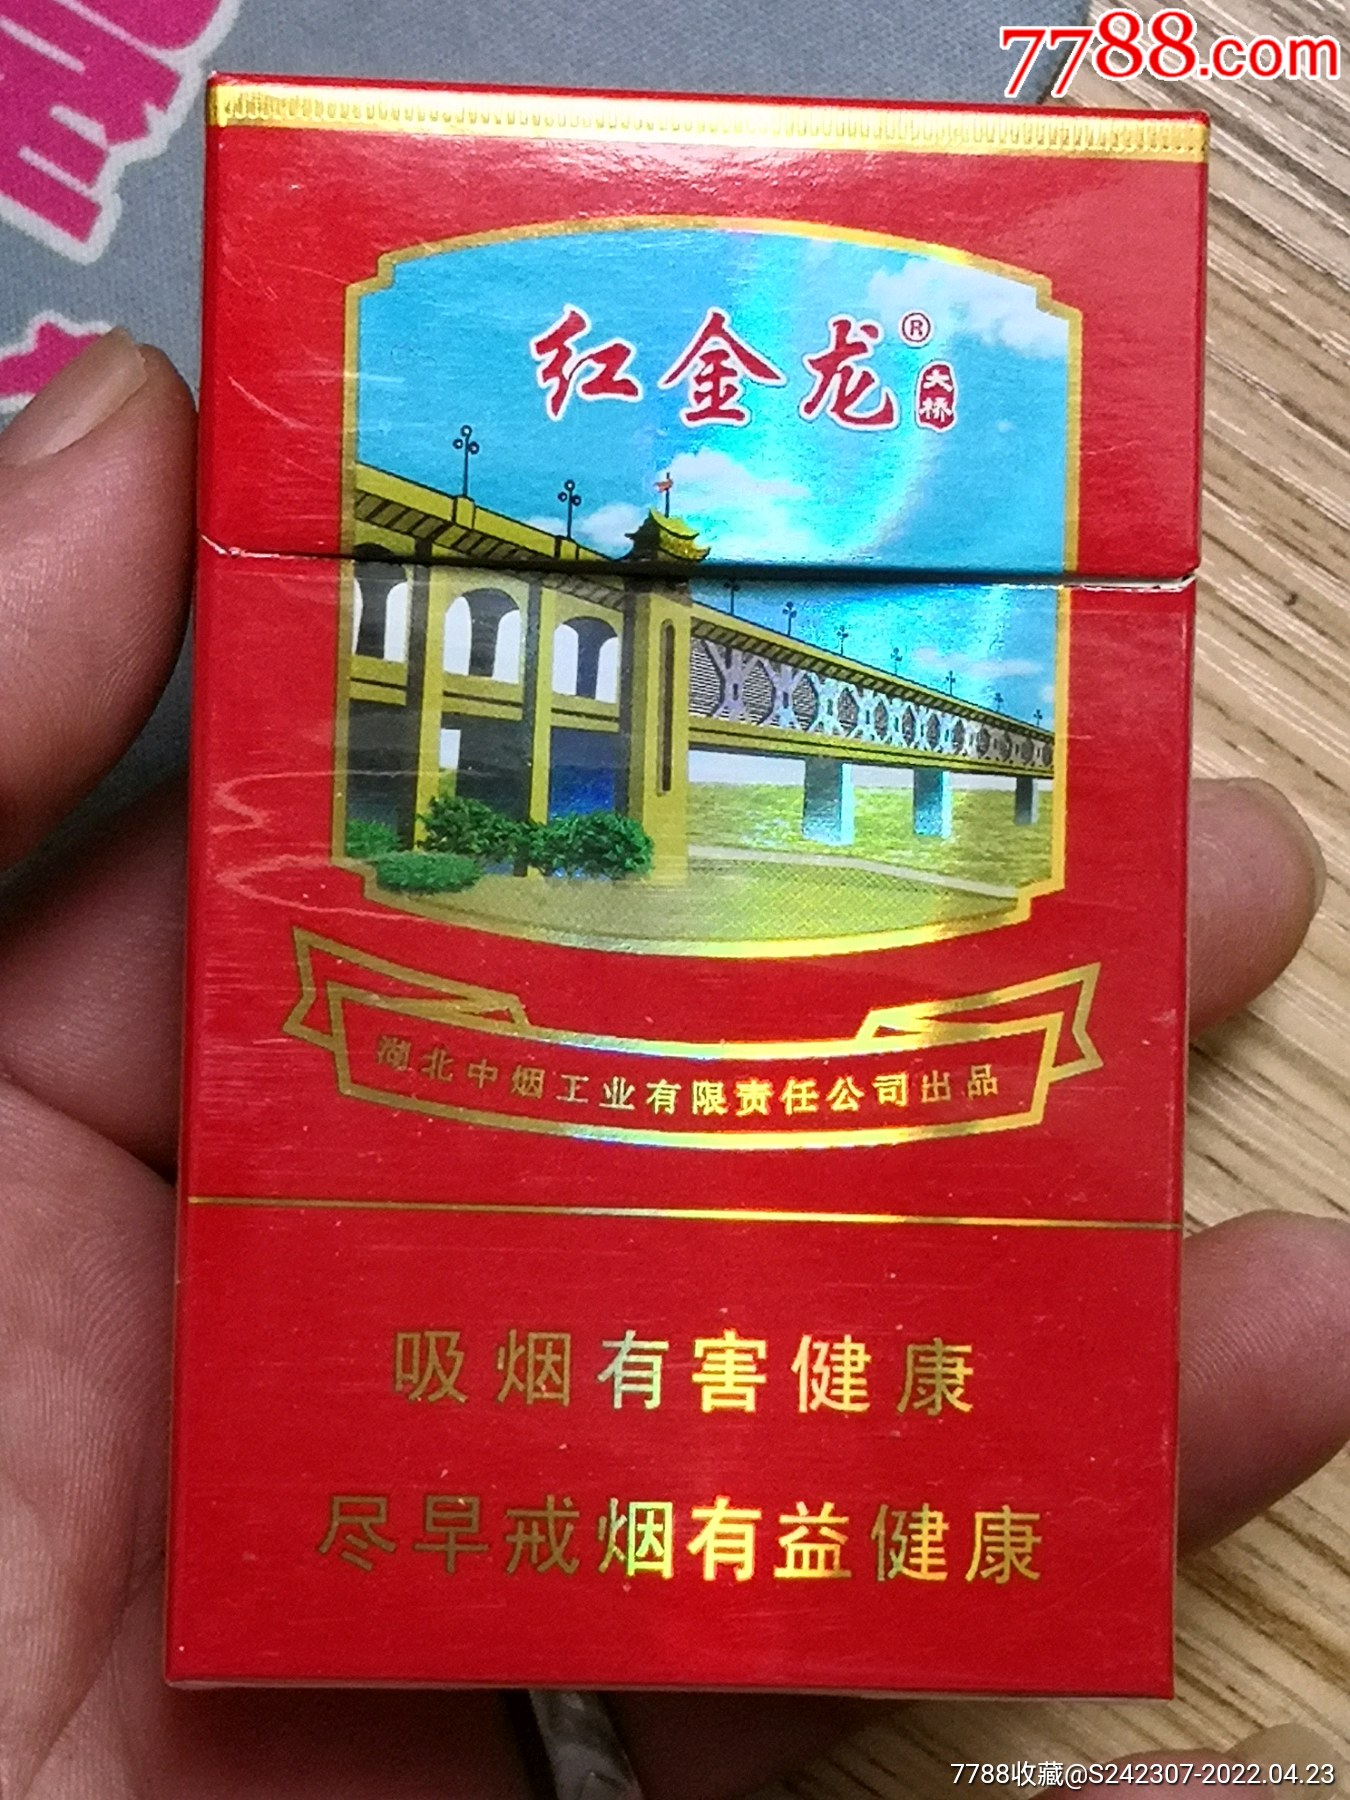 7788.com
红金龙®
大桥
湖北中烟工业有限责任公司出品
吸烟有害健康
尽早戒烟有益健康
7788收藏@S242307-2022.04.23